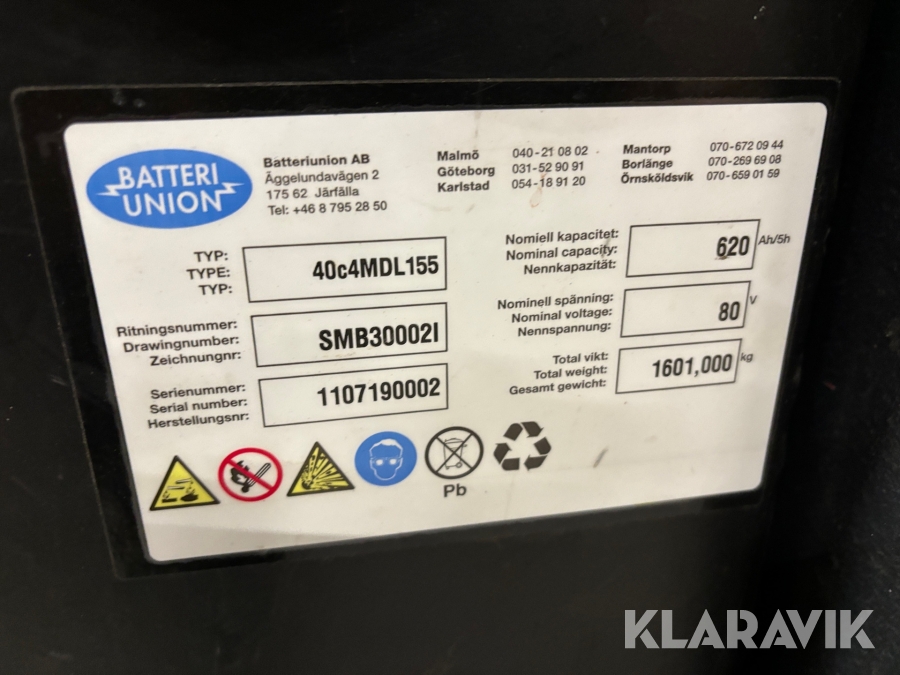 BATTERI
UNION
Batteriunion AB
Äggelundavägen 2
175 62 Järfälla
Tel: +46 8 795 28 50
Malmö 040-21 08 02
Göteborg 031-52 90 91
Karlstad 054-18 91 20
Mantorp 070-672 09 44
Borlänge 070-269 69 08
Örnsköldsvik 070-659 01 59
TYP:
TYPE:
TYP:
40c4MDL155
Ritningsnummer:
Drawingnumber:
Zeichnungnr:
SMB30002I
Serienummer:
Serial number:
Herstellungsnr:
1107190002
Nomiell kapacitet:
Nominal capacity:
Nennkapazität:
620 Ah/5h
Nominell spänning:
Nominal voltage:
Nennspannung:
80 V
Total vikt:
Total weight:
Gesamt gewicht:
1601,000 kg
Pb
KLARAVIK